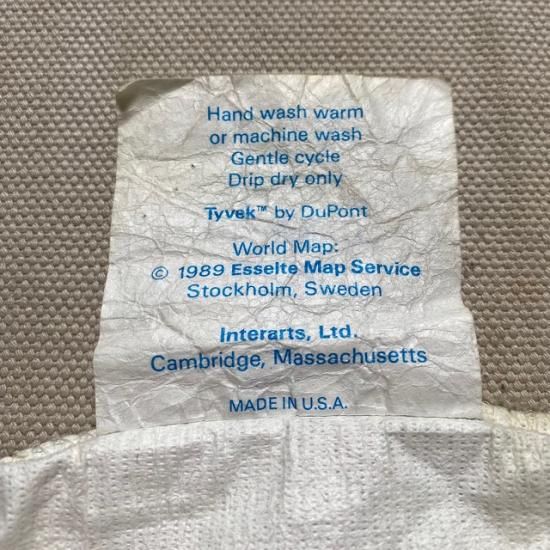 Hand wash warm
or machine wash
Gentle cycle
Drip dry only
Tyvek™ by DuPont
World Map:
© 1989 Esselte Map Service
Stockholm, Sweden
Interarts, Ltd.
Cambridge, Massachusetts
MADE IN U.S.A.